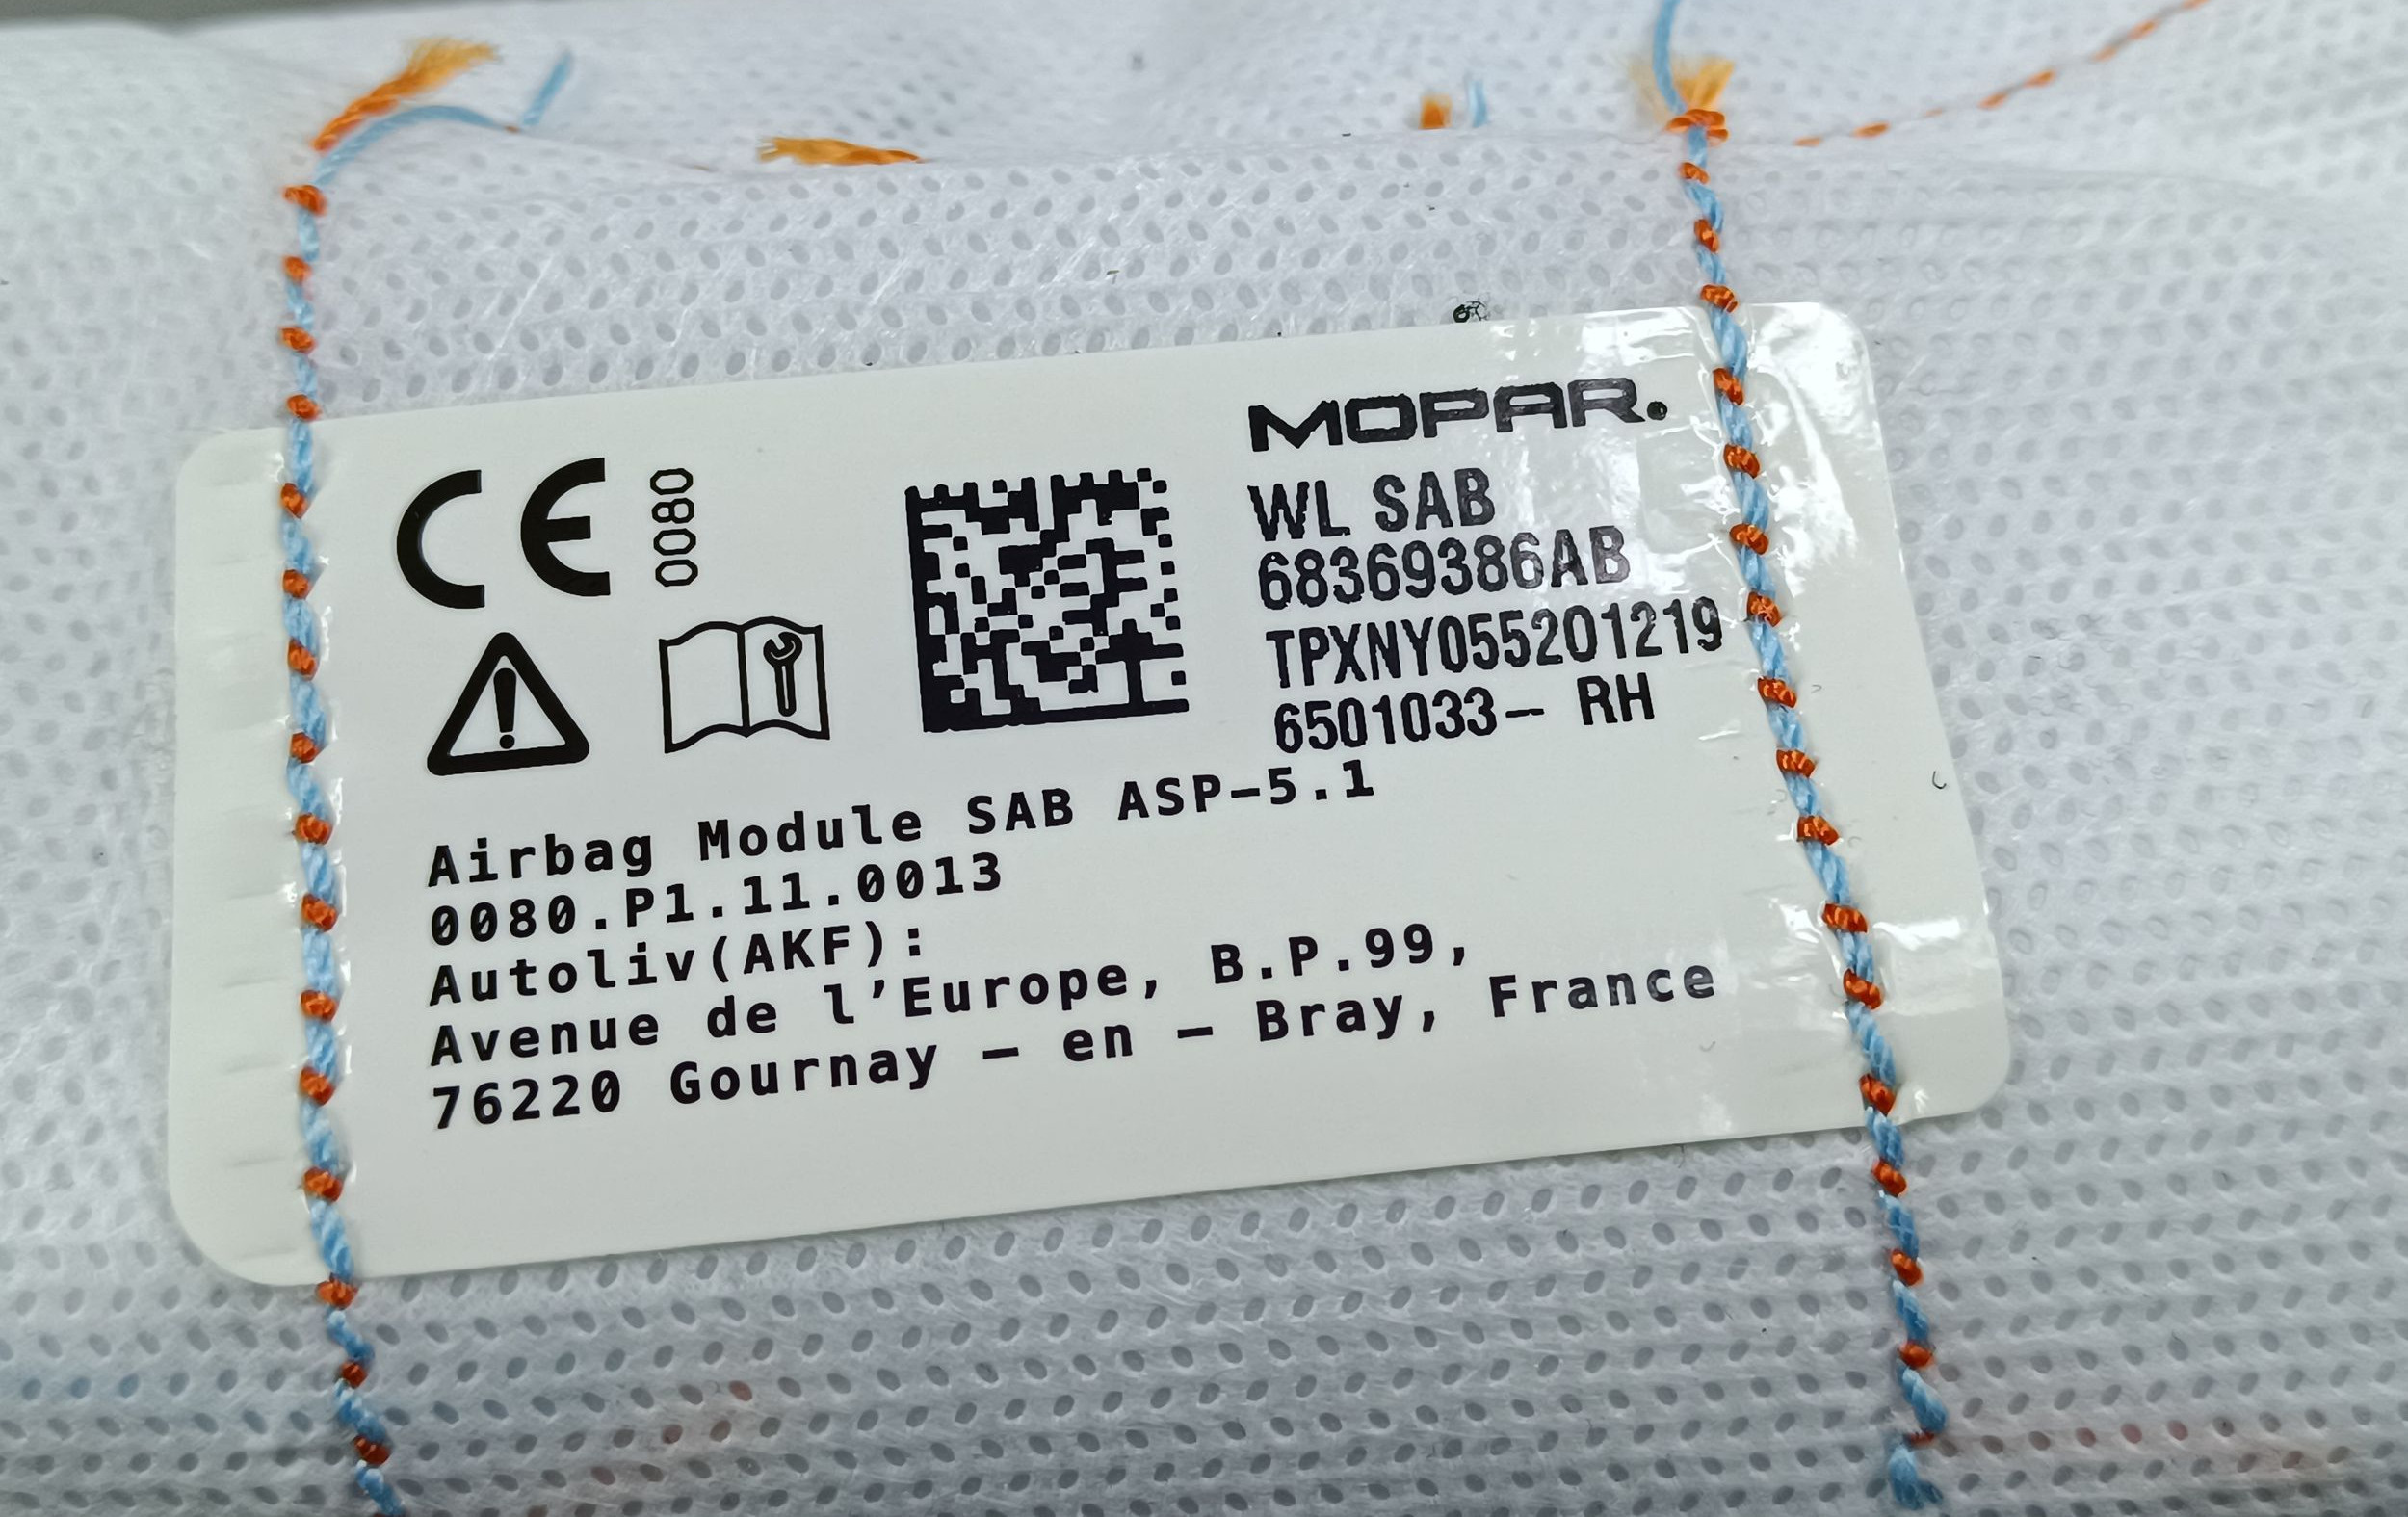 CE 0080
MOPAR.
WL SAB
68369386AB
TPXNY055201219
6501033- RH
Airbag Module SAB ASP-5.1
0080.P1.11.0013
Autoliv(AKF):
Avenue de l'Europe, B.P.99,
76220 Gournay - en - Bray, France